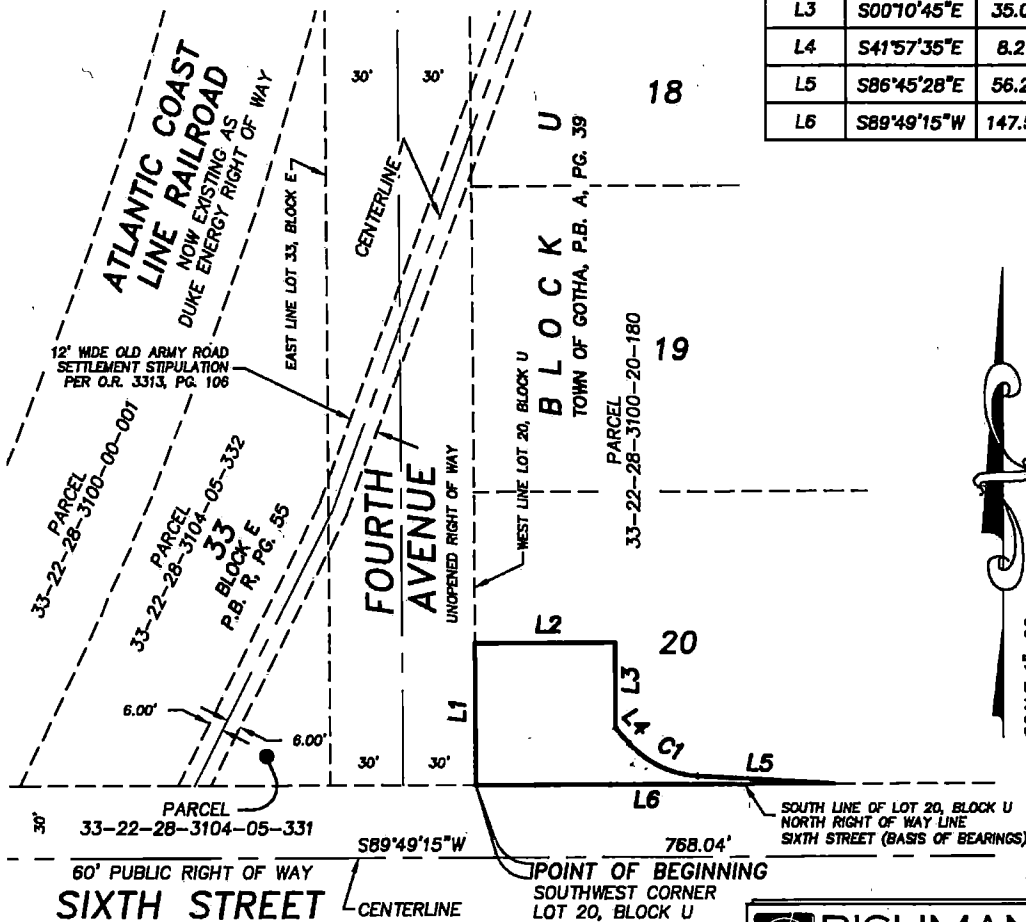 L3 S00°10'45"E 35.0
L4 S41°57'35"E 8.2
L5 S86°45'28"E 56.2
L6 S89°49'15"W 147.5
ATLANTIC COAST
LINE RAILROAD
NOW EXISTING AS
DUKE ENERGY RIGHT OF WAY
30'
30'
18
EAST LINE LOT 33, BLOCK E
CENTERLINE
BLOCK U
TOWN OF GOTHA, P.B. A, PG. 39
12' WIDE OLD ARMY ROAD
SETTLEMENT STIPULATION
PER O.R. 3313, PG. 106
19
PARCEL
33-22-28-3100-20-180
WEST LINE LOT 20, BLOCK U
PARCEL
33-22-28-3100-00-001
PARCEL
33-22-28-3104-05-332
33
BLOCK E
P.B. R, PG. 55
FOURTH
AVENUE
UNOPENED RIGHT OF WAY
L2
20
L1
L3
L4
C1
L5
L6
6.00'
6.00'
30'
30'
30'
PARCEL
33-22-28-3104-05-331
SOUTH LINE OF LOT 20, BLOCK U
NORTH RIGHT OF WAY LINE
SIXTH STREET (BASIS OF BEARINGS)
S89°49'15"W
768.04'
60' PUBLIC RIGHT OF WAY
SIXTH STREET
CENTERLINE
POINT OF BEGINNING
SOUTHWEST CORNER
LOT 20, BLOCK U